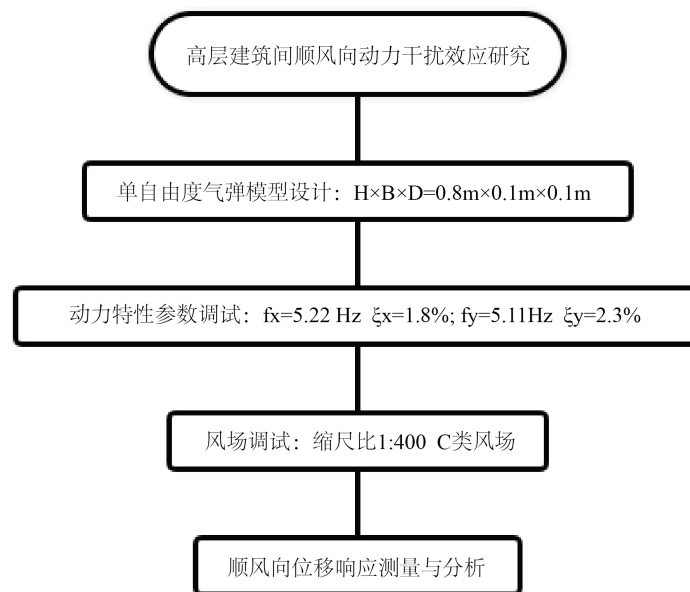 高层建筑间顺风向动力干扰效应研究
单自由度气弹模型设计：H×B×D=0.8m×0.1m×0.1m
动力特性参数调试：fx=5.22 Hz ξx=1.8%; fy=5.11Hz ξy=2.3%
风场调试：缩尺比1:400 C类风场
顺风向位移响应测量与分析